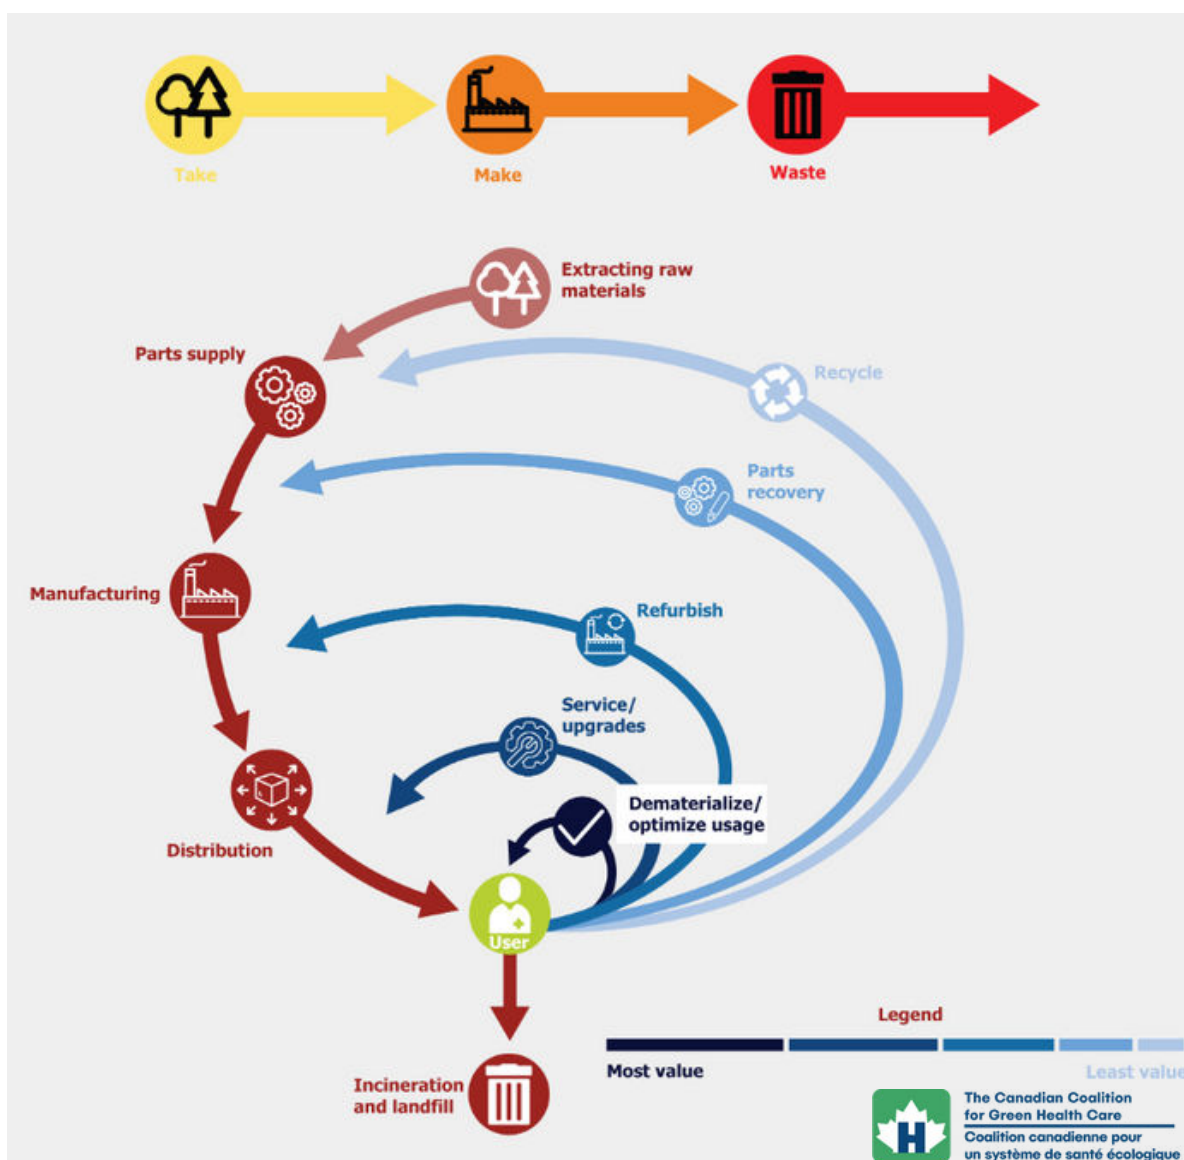 Take
Make
Waste
Extracting raw
materials
Parts supply
Recycle
Parts
recovery
Manufacturing
Refurbish
Service/
upgrades
Dematerialize/
optimize usage
Distribution
User
Legend
Most value
Least value
Incineration
and landfill
H
The Canadian Coalition
for Green Health Care
Coalition canadienne pour
un système de santé écologique